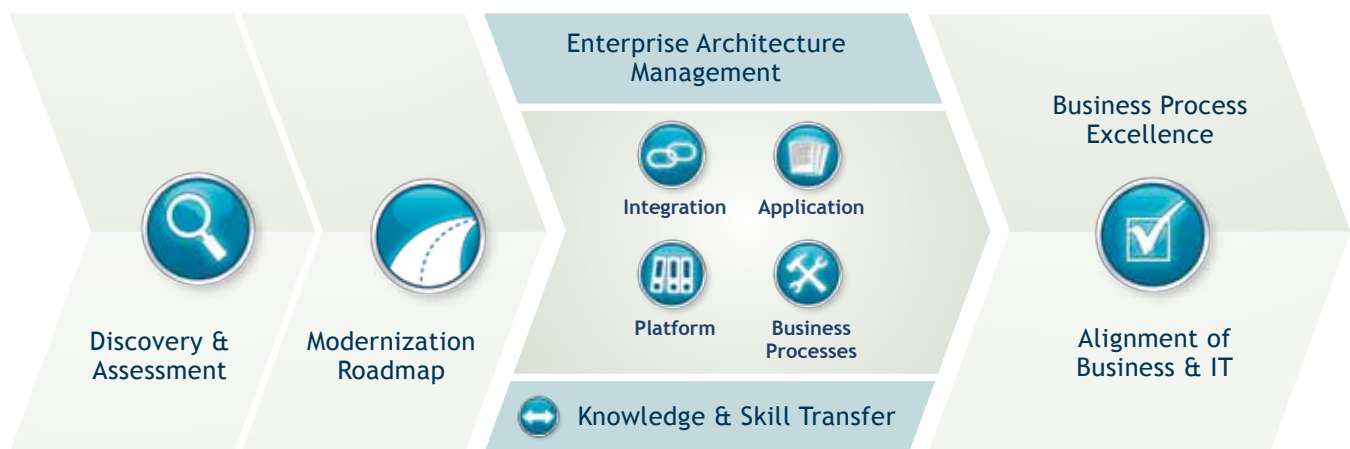 Discovery &
Assessment
Modernization
Roadmap
Enterprise Architecture
Management
Integration
Application
Platform
Business
Processes
Knowledge & Skill Transfer
Business Process
Excellence
Alignment of
Business & IT